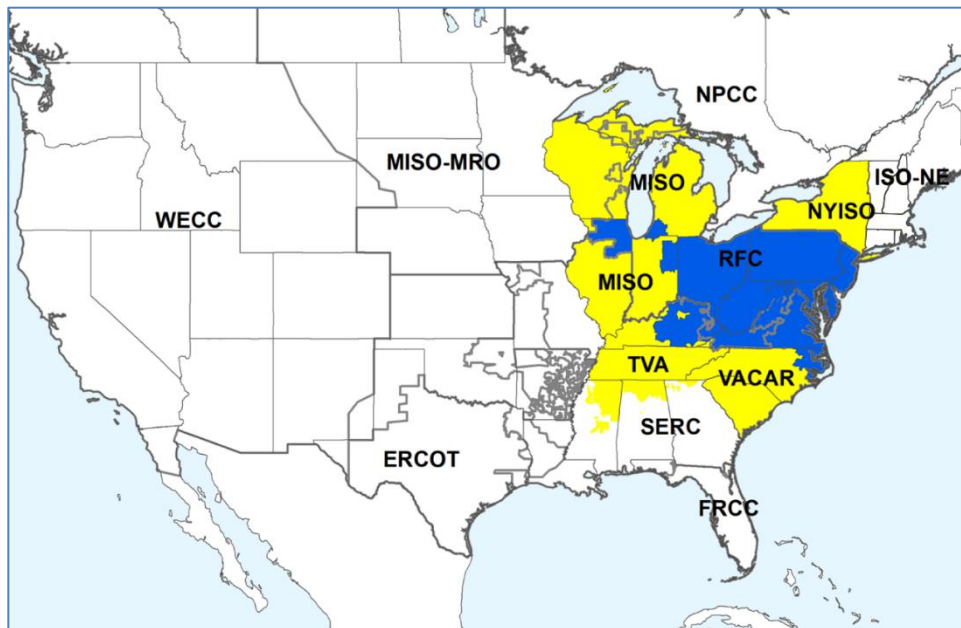 NPCC
MISO-MRO
MISO
ISO-NE
NYISO
WECC
RFC
MISO
TVA
VACAR
SERC
ERCOT
FRCC